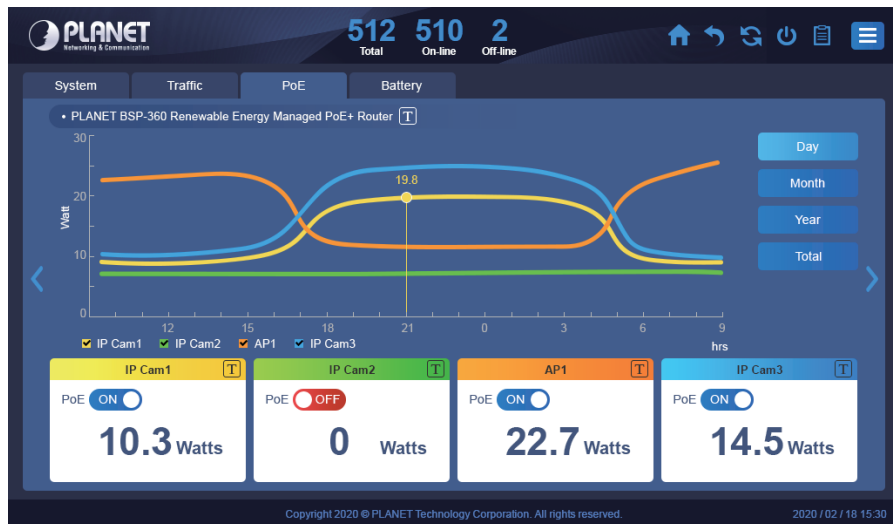 PLANET
Networking & Communication
512 510 2
Total On-line Off-line
System Traffic PoE Battery
• PLANET BSP-360 Renewable Energy Managed PoE+ Router T
30
20
10
0
Watt
19.8
12 15 18 21 0 3 6 9
hrs
IP Cam1 IP Cam2 AP1 IP Cam3
Day
Month
Year
Total
IP Cam1 T
PoE ON
10.3 Watts
IP Cam2 T
PoE OFF
0 Watts
AP1 T
PoE ON
22.7 Watts
IP Cam3 T
PoE ON
14.5 Watts
Copyright 2020 © PLANET Technology Corporation. All rights reserved.
2020 / 02 / 18 15:30